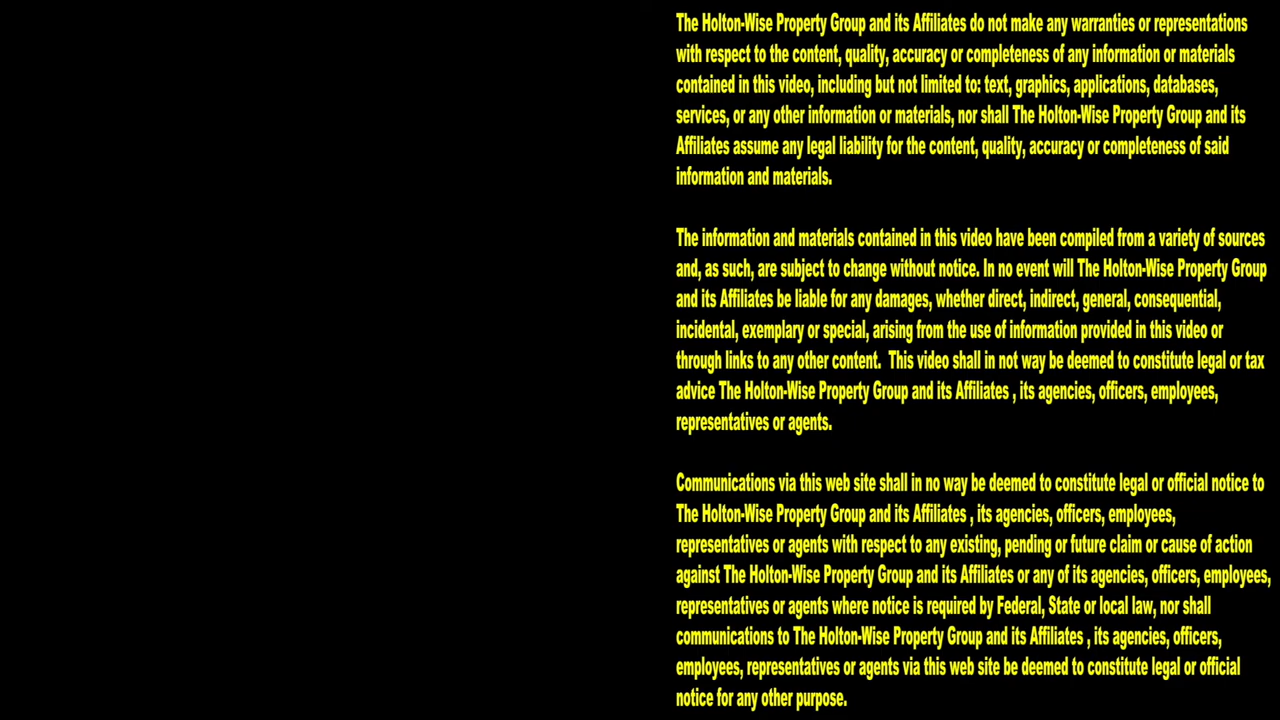 The Holton-Wise Property Group and its Affiliates do not make any warranties or representations
with respect to the content, quality, accuracy or completeness of any information or materials
contained in this video, including but not limited to: text, graphics, applications, databases,
services, or any other information or materials, nor shall The Holton-Wise Property Group and its
Affiliates assume any legal liability for the content, quality, accuracy or completeness of said
information and materials.
The information and materials contained in this video have been compiled from a variety of sources
and, as such, are subject to change without notice. In no event will The Holton-Wise Property Group
and its Affiliates be liable for any damages, whether direct, indirect, general, consequential,
incidental, exemplary or special, arising from the use of information provided in this video or
through links to any other content.  This video shall in not way be deemed to constitute legal or tax
advice The Holton-Wise Property Group and its Affiliates , its agencies, officers, employees,
representatives or agents.
Communications via this web site shall in no way be deemed to constitute legal or official notice to
The Holton-Wise Property Group and its Affiliates , its agencies, officers, employees,
representatives or agents with respect to any existing, pending or future claim or cause of action
against The Holton-Wise Property Group and its Affiliates or any of its agencies, officers, employees,
representatives or agents where notice is required by Federal, State or local law, nor shall
communications to The Holton-Wise Property Group and its Affiliates , its agencies, officers,
employees, representatives or agents via this web site be deemed to constitute legal or official
notice for any other purpose.